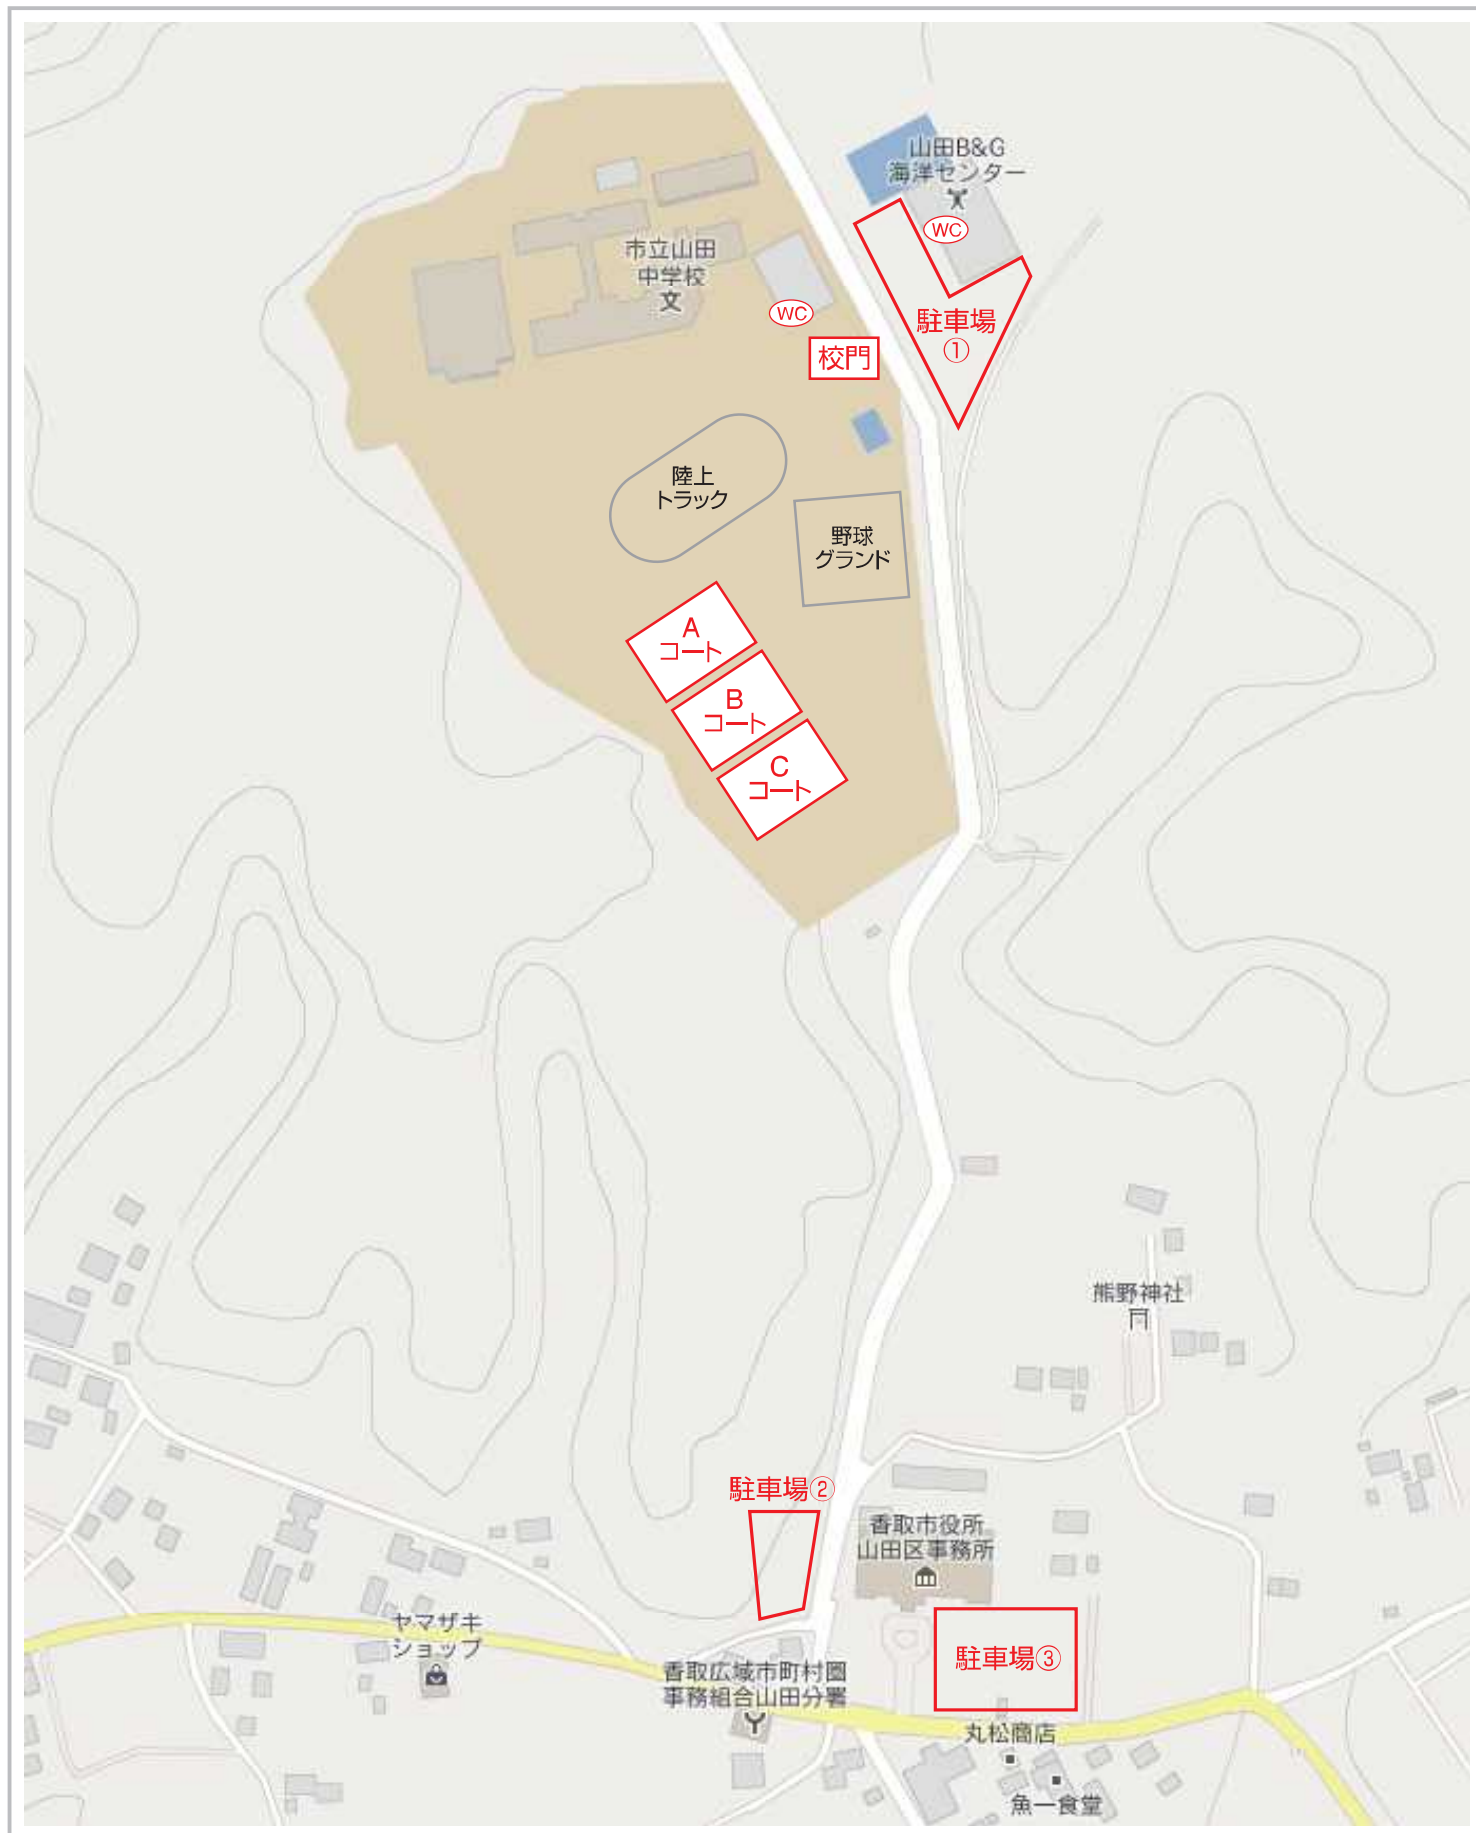 山田B&G
海洋センター
WC
市立山田
中学校
文
WC
駐車場
①
校門
陸上
トラック
野球
グランド
A
コート
B
コート
C
コート
熊野神社
駐車場②
香取市役所
山田区事務所
ヤマザキ
ショップ
駐車場③
香取広域市町村圏
事務組合山田分署
丸松商店
魚一食堂